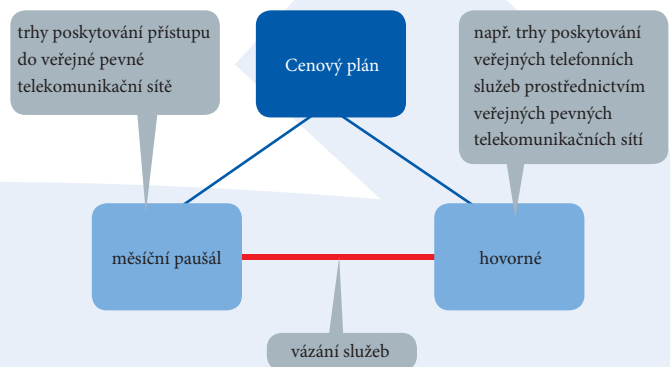 trhy poskytování přístupu
do veřejné pevné
telekomunikační sítě
Cenový plán
např. trhy poskytování
veřejných telefonních
služeb prostřednictvím
veřejných pevných
telekomunikačních sítí
měsíční paušál
hovorné
vázání služeb